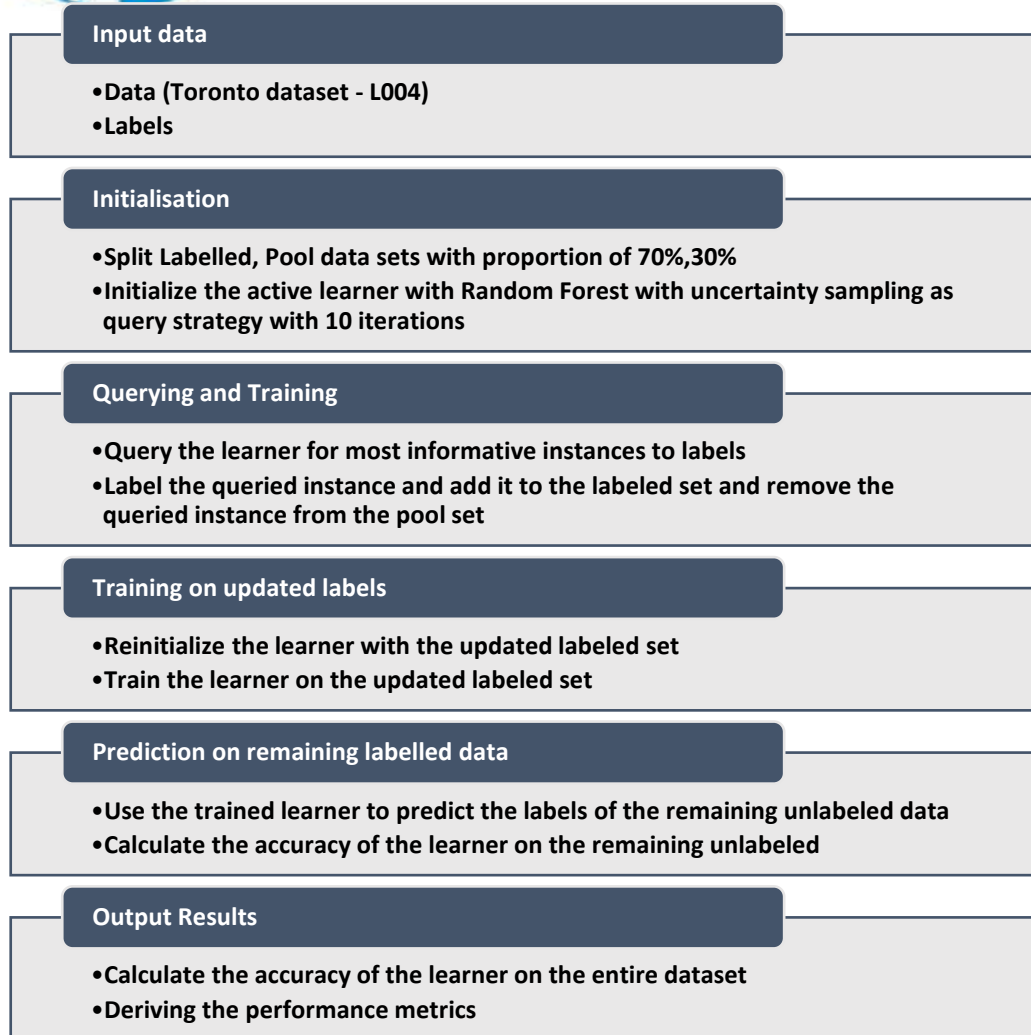 Input data
•Data (Toronto dataset - L004)
•Labels
Initialisation
•Split Labelled, Pool data sets with proportion of 70%,30%
•Initialize the active learner with Random Forest with uncertainty sampling as
query strategy with 10 iterations
Querying and Training
•Query the learner for most informative instances to labels
•Label the queried instance and add it to the labeled set and remove the
queried instance from the pool set
Training on updated labels
•Reinitialize the learner with the updated labeled set
•Train the learner on the updated labeled set
Prediction on remaining labelled data
•Use the trained learner to predict the labels of the remaining unlabeled data
•Calculate the accuracy of the learner on the remaining unlabeled
Output Results
•Calculate the accuracy of the learner on the entire dataset
•Deriving the performance metrics